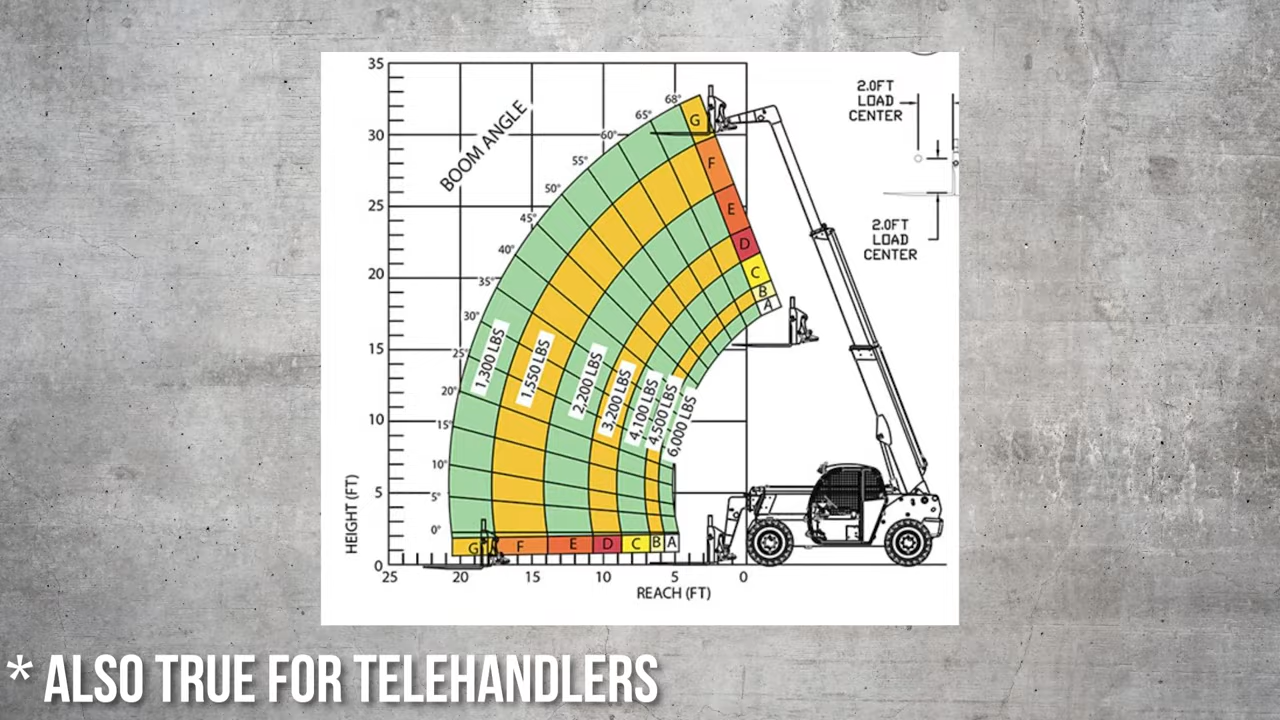 35
30
25
20
15
10
5
0
HEIGHT (FT)
BOOM ANGLE
68°
65°
60°
55°
50°
45°
40°
35°
30°
25°
20°
15°
10°
5°
0°
G
F
E
D
C
B
A
1,300 LBS
1,550 LBS
2,200 LBS
3,200 LBS
4,100 LBS
4,500 LBS
6,000 LBS
G F E D C B A
25 20 15 10 5 0
REACH (FT)
2.0FT
LOAD
CENTER
2.0FT
LOAD
CENTER
* ALSO TRUE FOR TELEHANDLERS